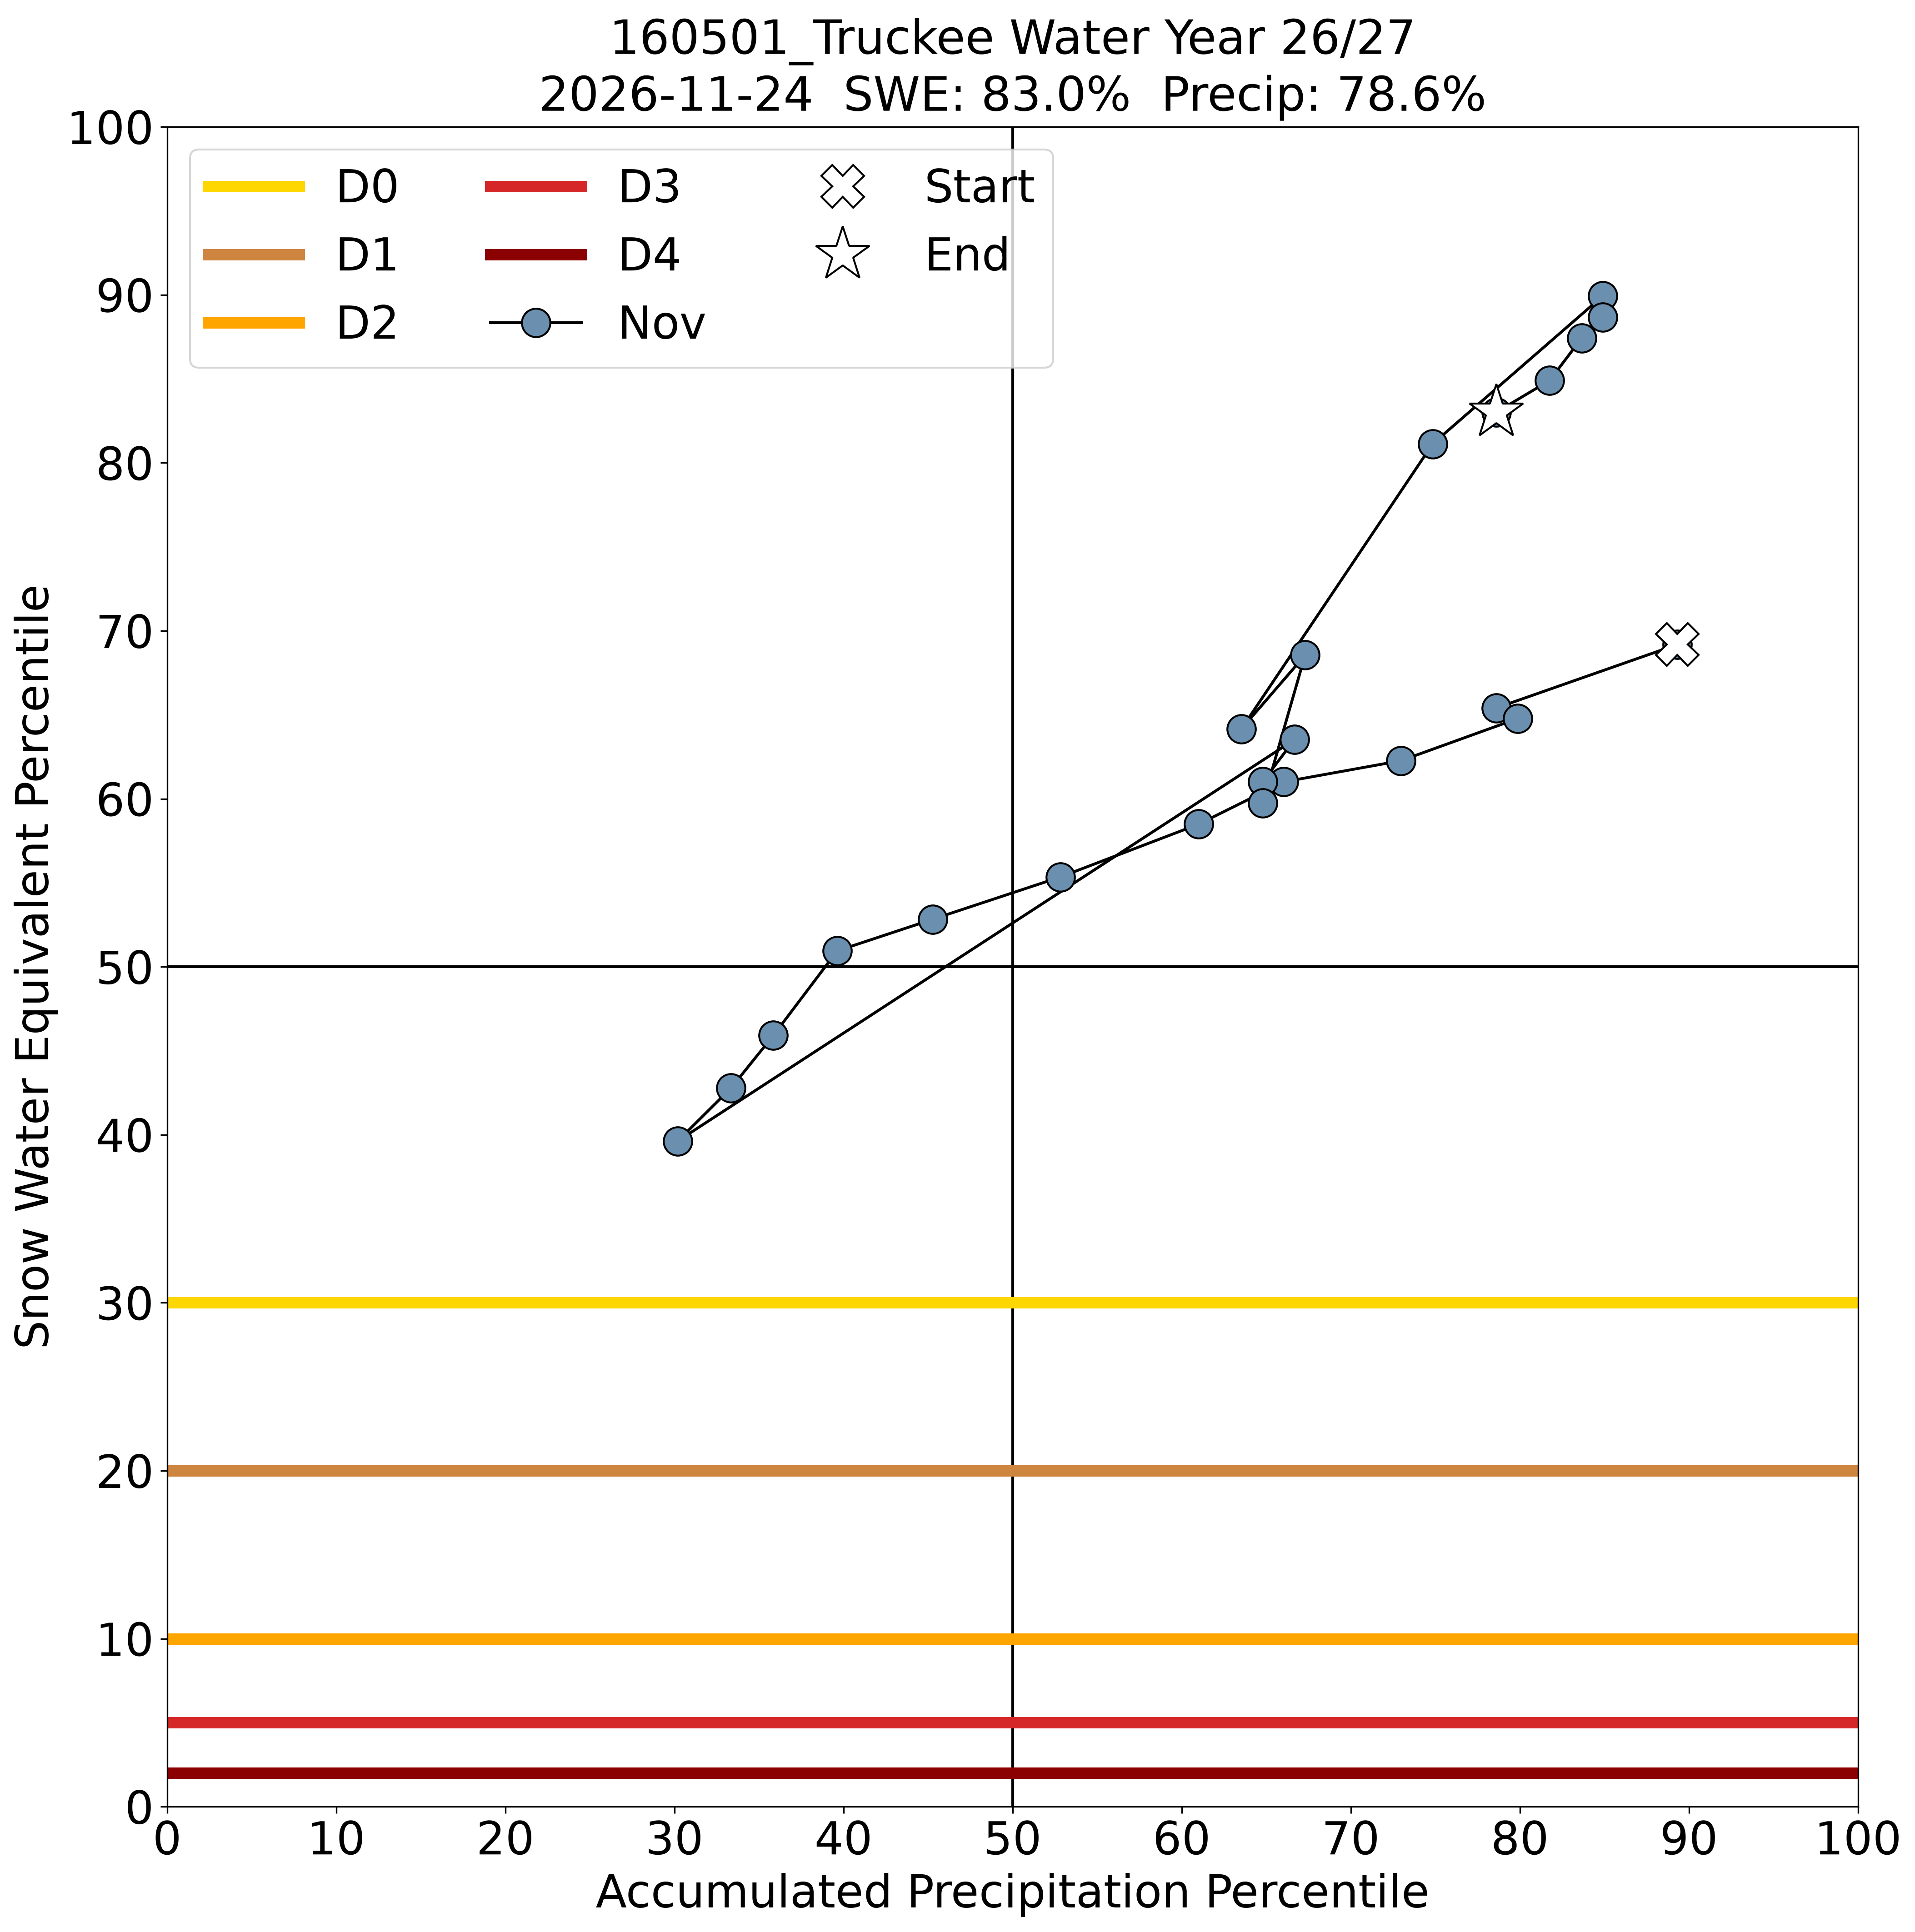 160501_Truckee Water Year 26/27
2026-11-24  SWE: 83.0%  Precip: 78.6%
D0
D1
D2
D3
D4
Nov
Start
End
Snow Water Equivalent Percentile
100
90
80
70
60
50
40
30
20
10
0
0 10 20 30 40 50 60 70 80 90 100
Accumulated Precipitation Percentile